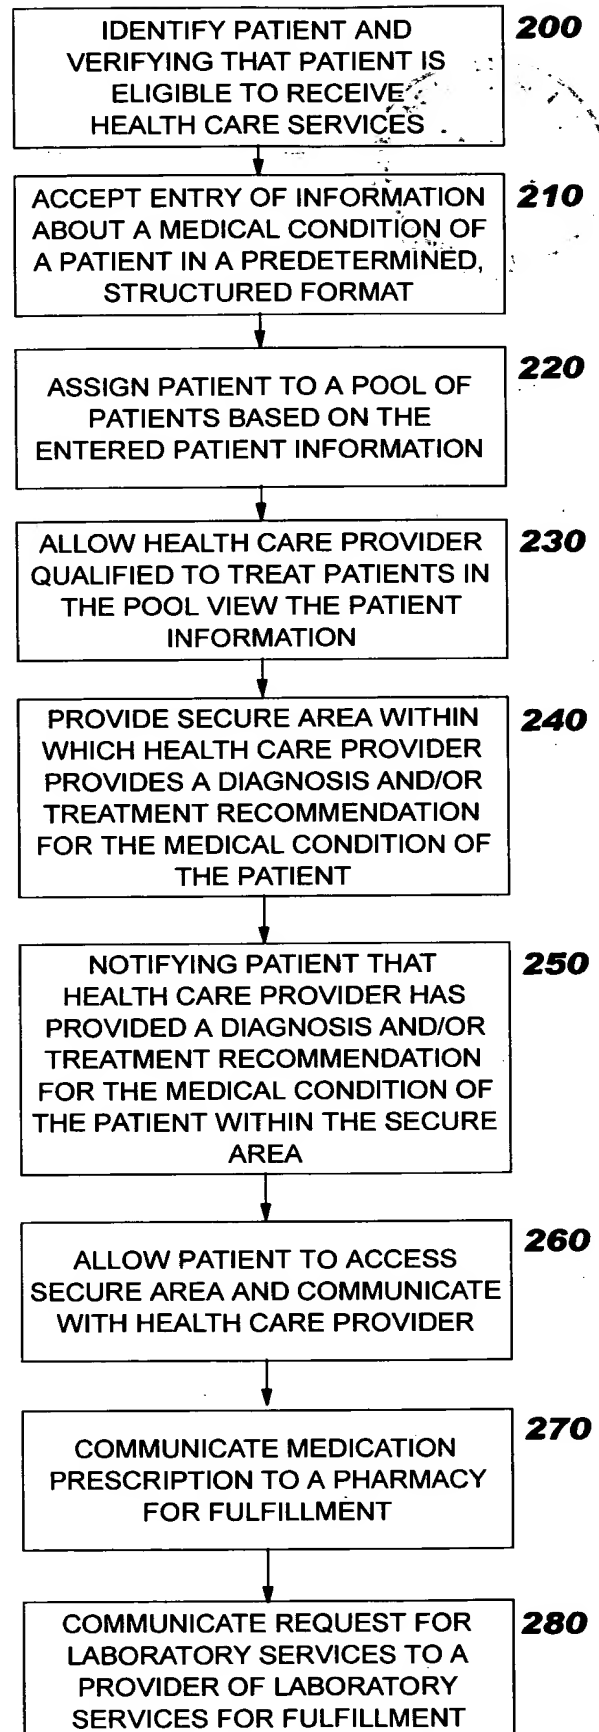 IDENTIFY PATIENT AND
VERIFYING THAT PATIENT IS
ELIGIBLE TO RECEIVE
HEALTH CARE SERVICES
200
ACCEPT ENTRY OF INFORMATION
ABOUT A MEDICAL CONDITION OF
A PATIENT IN A PREDETERMINED,
STRUCTURED FORMAT
210
ASSIGN PATIENT TO A POOL OF
PATIENTS BASED ON THE
ENTERED PATIENT INFORMATION
220
ALLOW HEALTH CARE PROVIDER
QUALIFIED TO TREAT PATIENTS IN
THE POOL VIEW THE PATIENT
INFORMATION
230
PROVIDE SECURE AREA WITHIN
WHICH HEALTH CARE PROVIDER
PROVIDES A DIAGNOSIS AND/OR
TREATMENT RECOMMENDATION
FOR THE MEDICAL CONDITION OF
THE PATIENT
240
NOTIFYING PATIENT THAT
HEALTH CARE PROVIDER HAS
PROVIDED A DIAGNOSIS AND/OR
TREATMENT RECOMMENDATION
FOR THE MEDICAL CONDITION OF
THE PATIENT WITHIN THE SECURE
AREA
250
ALLOW PATIENT TO ACCESS
SECURE AREA AND COMMUNICATE
WITH HEALTH CARE PROVIDER
260
COMMUNICATE MEDICATION
PRESCRIPTION TO A PHARMACY
FOR FULFILLMENT
270
COMMUNICATE REQUEST FOR
LABORATORY SERVICES TO A
PROVIDER OF LABORATORY
SERVICES FOR FULFILLMENT
280